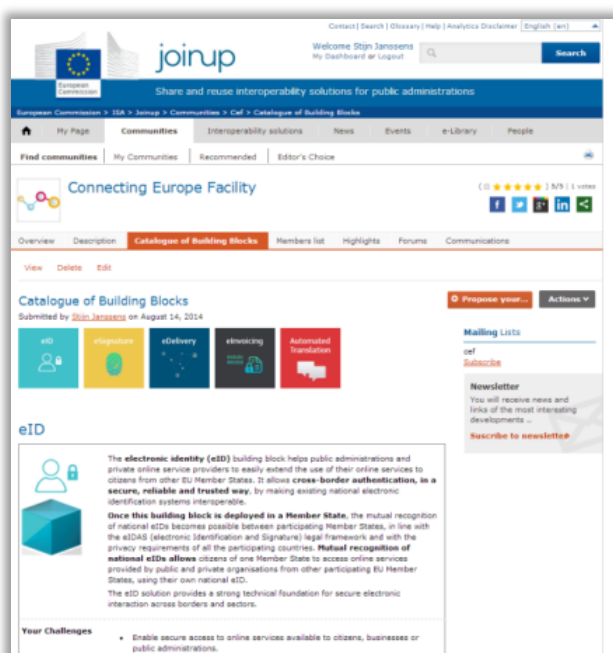 Contact | Search | Glossary | Help | Analytics Disclaimer English (en)
European
Commission
joinup
Welcome Stijn Janssens
My Dashboard or Logout
Search
Share and reuse interoperability solutions for public administrations
European Commission > ISA > Joinup > Communities > Cef > Catalogue of Building Blocks
My Page Communities Interoperability solutions News Events e-Library People
Find communities My Communities Recommended Editor's Choice
Connecting Europe Facility
5/5 | 1 votes
Overview Description Catalogue of Building Blocks Members list Highlights Forums Communications
View Delete Edit
Catalogue of Building Blocks
Submitted by Stijn Janssens on August 14, 2014
Propose your... Actions
eID eSignature eDelivery eInvoicing Automated
Translation
Mailing Lists
cef
Subscribe
Newsletter
You will receive news and
links of the most interesting
developments ...
Suscribe to newsletter
eID
The electronic identity (eID) building block helps public administrations and
private online service providers to easily extend the use of their online services to
citizens from other EU Member States. It allows cross-border authentication, in a
secure, reliable and trusted way, by making existing national electronic
identification systems interoperable.
Once this building block is deployed in a Member State, the mutual recognition
of national eIDs becomes possible between participating Member States, in line with
the eIDAS (electronic Identification and Signature) legal framework and with the
privacy requirements of all the participating countries. Mutual recognition of
national eIDs allows citizens of one Member State to access online services
provided by public and private organisations from other participating EU Member
States, using their own national eID.
The eID solution provides a strong technical foundation for secure electronic
interaction across borders and sectors.
Your Challenges
• Enable secure access to online services available to citizens, businesses or
public administrations.